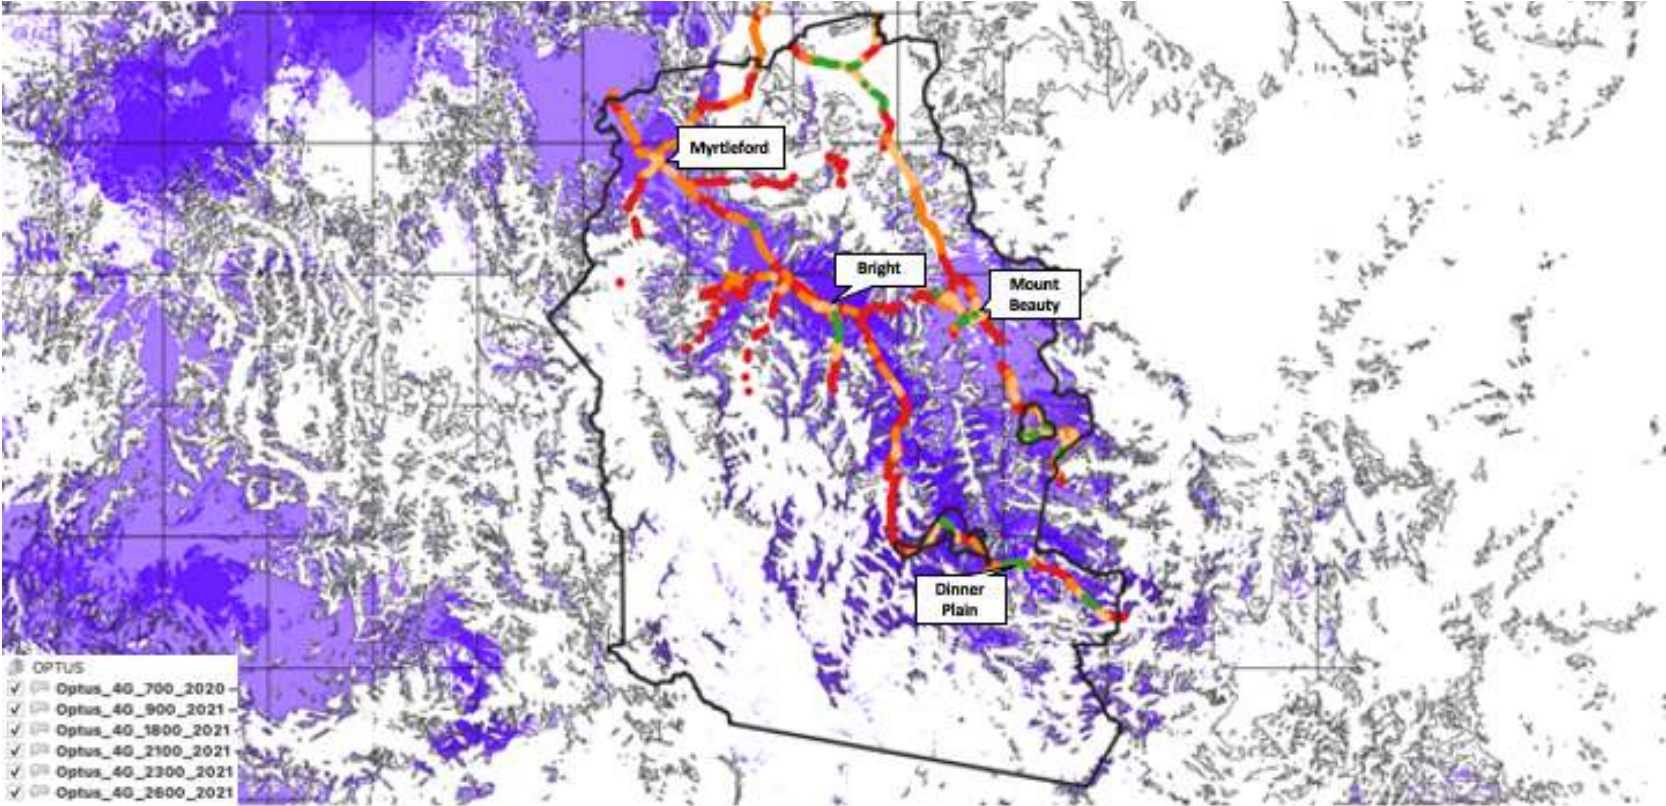 Myrtleford
Bright
Mount
Beauty
Dinner
Plain
OPTUS
Optus_4G_700_2020
Optus_4G_900_2021
Optus_4G_1800_2021
Optus_4G_2100_2021
Optus_4G_2300_2021
Optus_4G_2600_2021